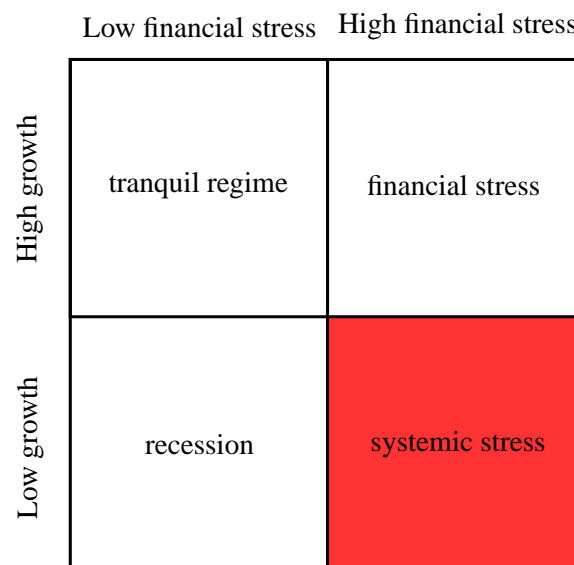 Low financial stress
High financial stress
High growth
tranquil regime
financial stress
Low growth
recession
systemic stress